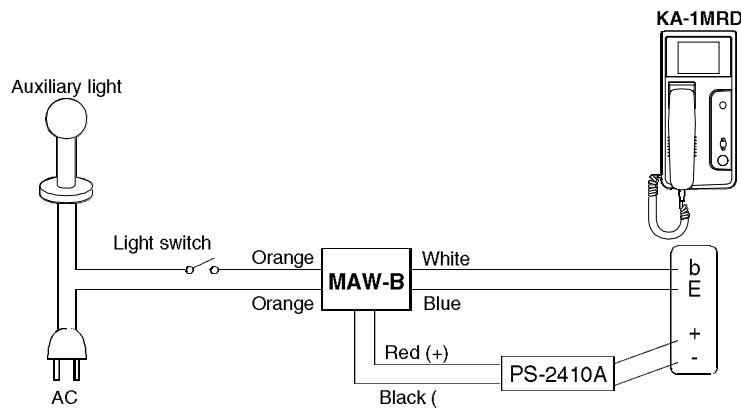 KA-1MRD
Auxiliary light
Light switch
Orange
White
MAW-B
b
Orange
Blue
E
Red (+)
+
PS-2410A
-
AC
Black (